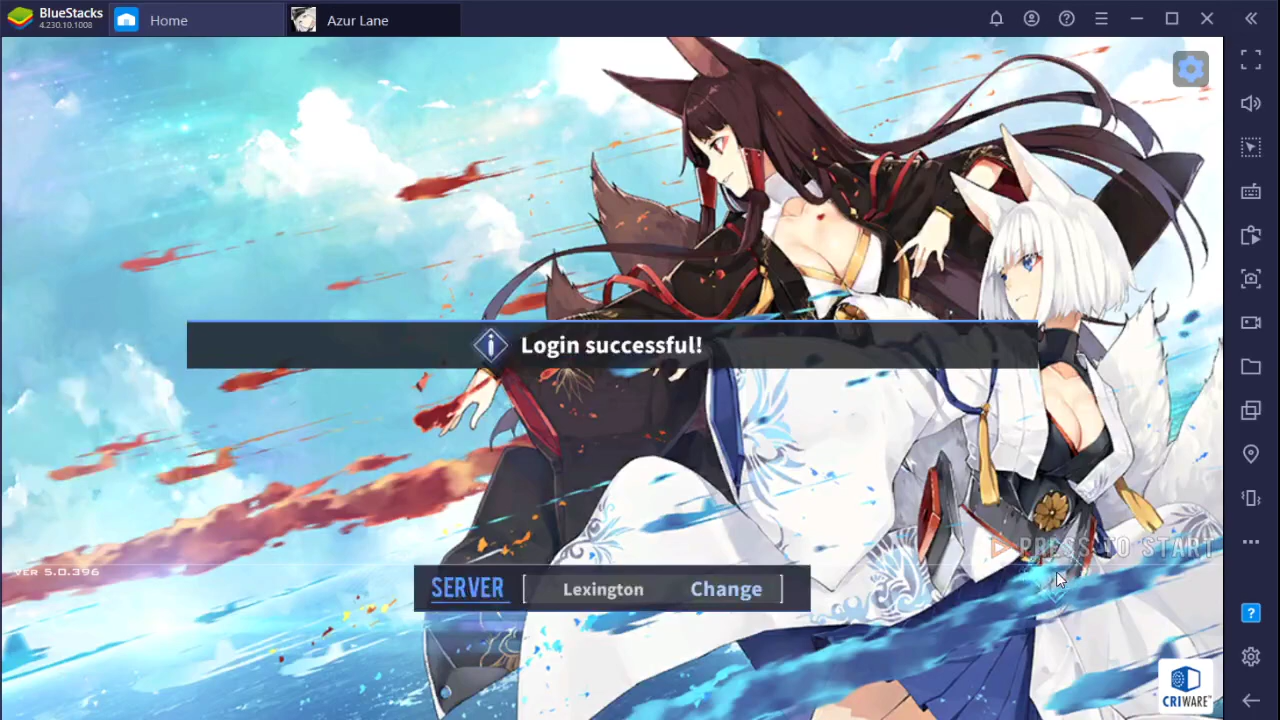 BlueStacks
4.230.10.1008
Home
Azur Lane
Login successful!
PRESS TO START
VER 5.0.396
SERVER [ Lexington Change ]
CRIWARE™